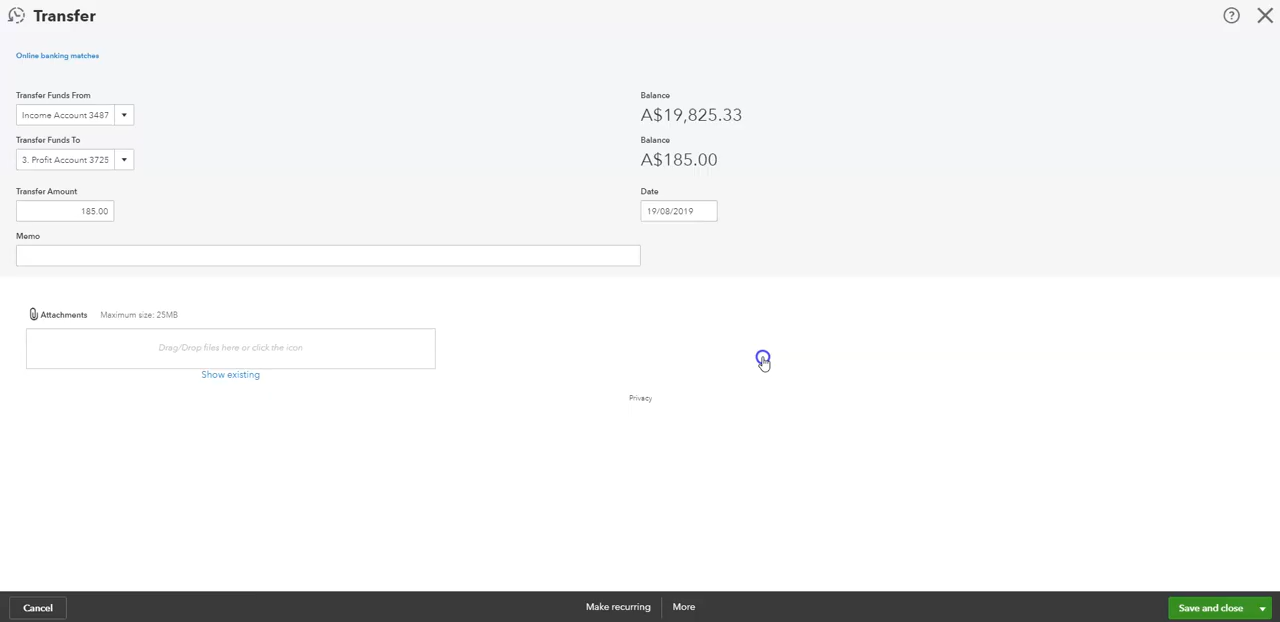 Transfer
?
Online banking matches
Transfer Funds From
Balance
Income Account 3487
A$19,825.33
Transfer Funds To
Balance
3. Profit Account 3725
A$185.00
Transfer Amount
Date
185.00
19/08/2019
Memo
Attachments Maximum size: 25MB
Drag/Drop files here or click the icon
Show existing
Privacy
Cancel
Make recurring
More
Save and close